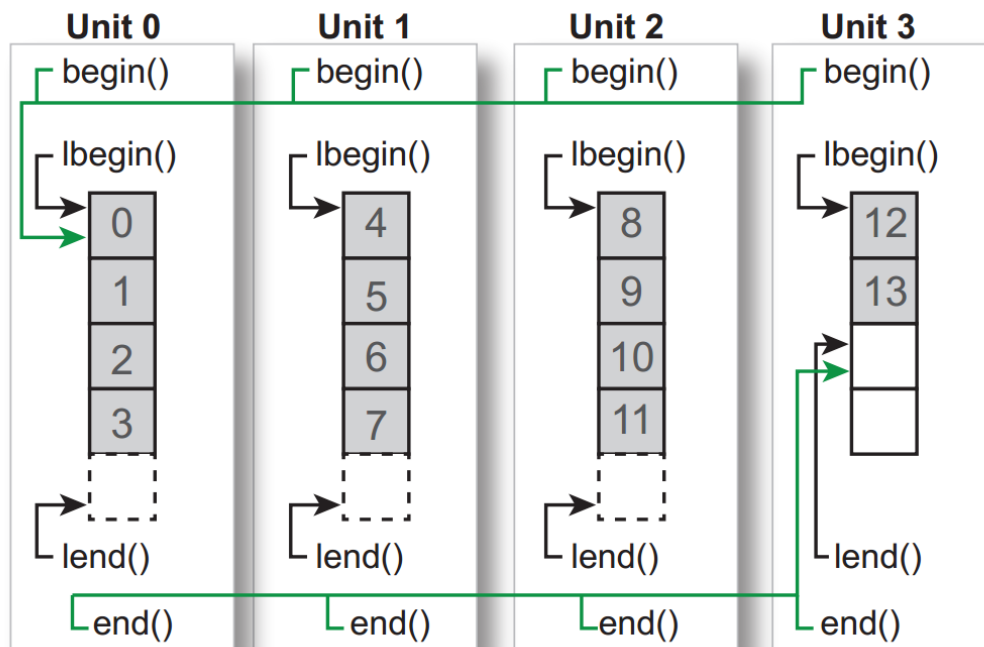 Unit 0 Unit 1 Unit 2 Unit 3
begin() begin() begin() begin()
lbegin() lbegin() lbegin() lbegin()
0 4 8 12
1 5 9 13
2 6 10
3 7 11
lend() lend() lend() lend()
end() end() end() end()